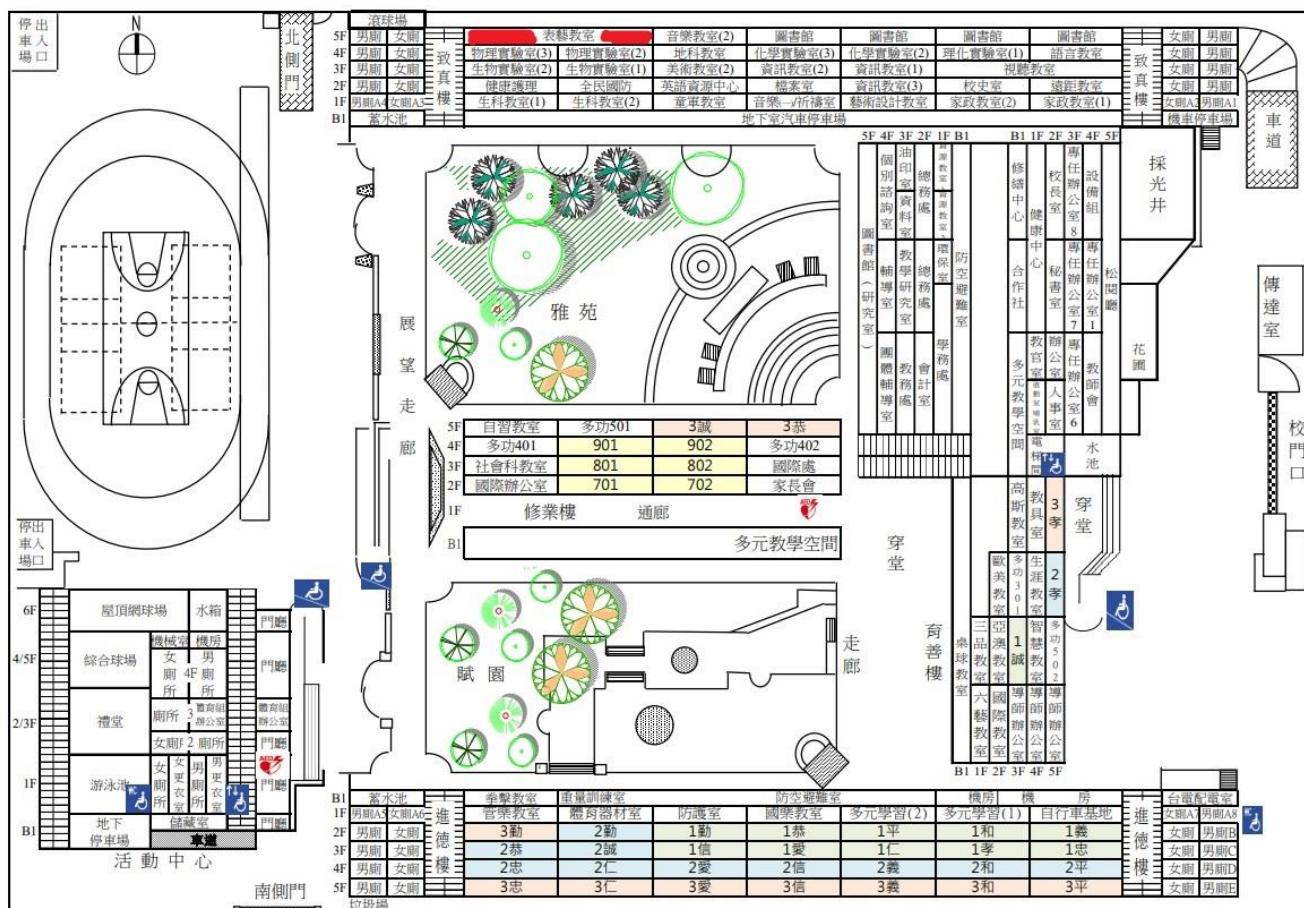 停車場
出入口
N
北側門
滾球場
5F 男廁 女廁 表藝教室 音樂教室(2) 圖書館 圖書館 圖書館 女廁 男廁
4F 男廁 女廁 物理實驗室(3) 物理實驗室(2) 地科教室 化學實驗室(3) 化學實驗室(2) 理化實驗室(1) 語言教室 女廁 男廁
3F 男廁 女廁 生物實驗室(2) 生物實驗室(1) 美術教室(2) 資訊教室(2) 資訊教室(1) 視聽教室 女廁 男廁
2F 男廁 女廁 健康護理 全民國防 英語資源中心 檔案室 資訊教室(3) 校史室 遠距教室 女廁 男廁
1F 男廁A4 女廁A3 生科教室(1) 生科教室(2) 童軍教室 音樂㈠/祈禱室 藝術設計教室 家政教室(2) 家政教室(1) 女廁A2 男廁A1
B1 蓄水池 地下室汽車停車場 機車停車場
致真樓
致真樓
車道
5F 4F 3F 2F 1F B1
B1 1F 2F 3F 4F 5F
圖書館（研究室）
個別諮詢室
輔導室
團體輔導室
油印室
資料室
教學研究室
教務處
總務處
總務處
會計室
環保室
學務處
防空避難室
修繕中心
合作社
多元教學空間
健康中心
教官室
電梯間
校長室
秘書室
辦公室
人事室
專任辦公室8
專任辦公室7
專任辦公室6
設備組
專任辦公室1
教師會
松閱廳
採光井
花圃
水池
傳達室
校門口
雅苑
展望走廊
5F 自習教室 多功501 3誠 3恭
4F 多功401 901 902 多功402
3F 社會科教室 801 802 國際處
2F 國際辦公室 701 702 家長會
1F 修業樓 通廊 AED
B1 多元教學空間
穿堂
高斯教室
教具室
3孝
穿堂
歐美教室
多功301
生涯教室
2孝
三品教室
亞澳教室
1誠
智慧教室
多功502
桌球教室
六藝教室
國際教室
導師辦公室
導師辦公室
導師辦公室
B1 1F 2F 3F 4F 5F
育善樓
走廊
賦園
停車場
出入口
6F 屋頂網球場 水箱 門廳
機械室 機房
4/5F 綜合球場 女廁所 4F 男廁所 門廳
2/3F 禮堂 廁所 3 體育組辦公室 體育組辦公室
女廁 2 廁所 門廳
AED
1F 游泳池 女廁所 女更衣室 男廁所 男更衣室 門廳
B1 地下停車場 儲藏室 門廳
車道
活動中心
南側門
B1 蓄水池 拳擊教室 重量訓練室 防空避難室 機房 機房 台電配電室
1F 男廁A5 女廁A6 管樂教室 體育器材室 防護室 國樂教室 多元學習(2) 多元學習(1) 自行車基地 女廁A7 男廁A8
2F 男廁 女廁 3勤 2勤 1勤 1恭 1平 1和 1義 女廁 男廁B
3F 男廁 女廁 2恭 2誠 1信 1愛 1仁 1孝 1忠 女廁 男廁C
4F 男廁 女廁 2忠 2仁 2愛 2信 2義 2和 2平 女廁 男廁D
5F 男廁 女廁 3忠 3仁 3愛 3信 3義 3和 3平 女廁 男廁E
進德樓
進德樓
垃圾場